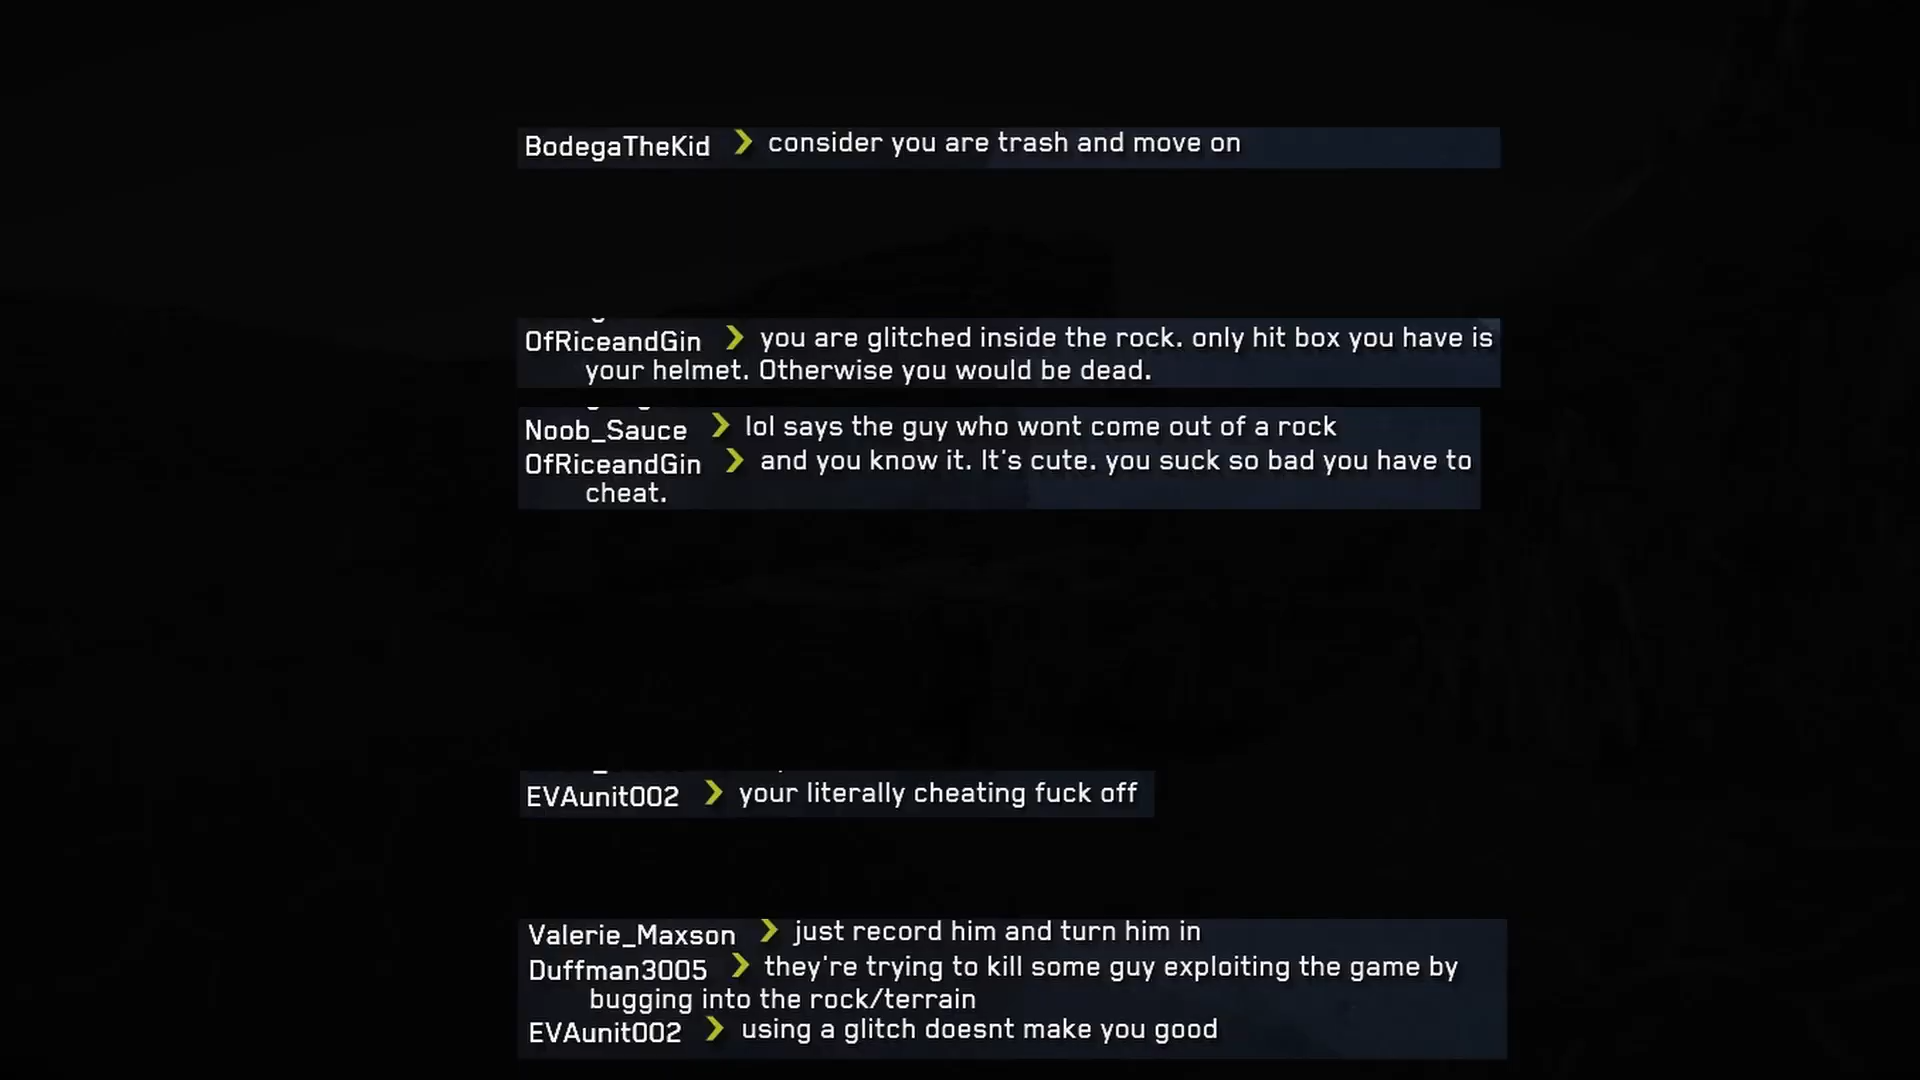 BodegaTheKid > consider you are trash and move on
OfRiceandGin > you are glitched inside the rock. only hit box you have is
your helmet. Otherwise you would be dead.
Noob_Sauce > lol says the guy who wont come out of a rock
OfRiceandGin > and you know it. It's cute. you suck so bad you have to
cheat.
EVAunit002 > your literally cheating fuck off
Valerie_Maxson > just record him and turn him in
Duffman3005 > they're trying to kill some guy exploiting the game by
bugging into the rock/terrain
EVAunit002 > using a glitch doesnt make you good